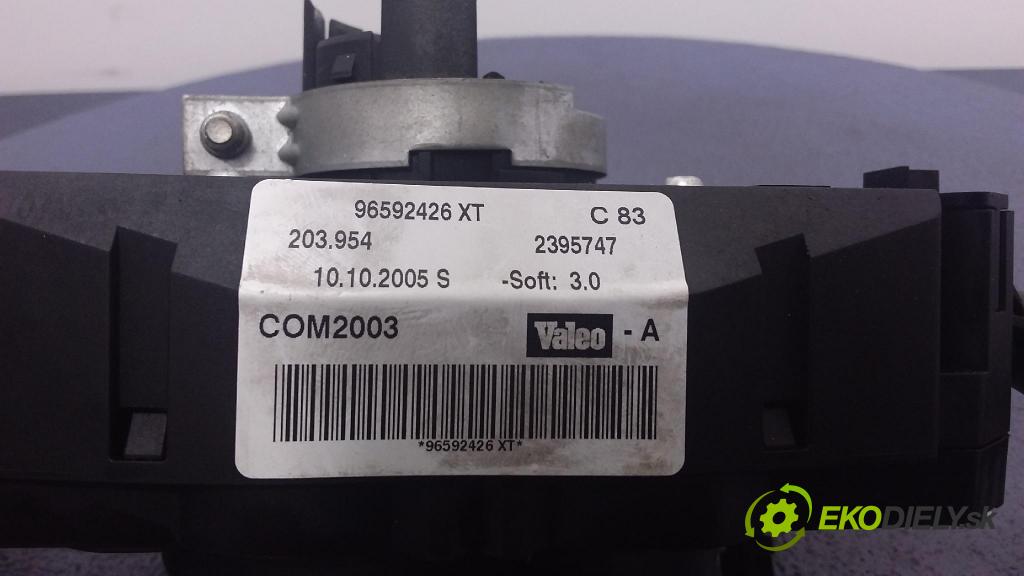 96592426 XT C 83
203.954 2395747
10.10.2005 S -Soft: 3.0
COM2003 Valeo - A
*96592426 XT*
EKODIELY.sk